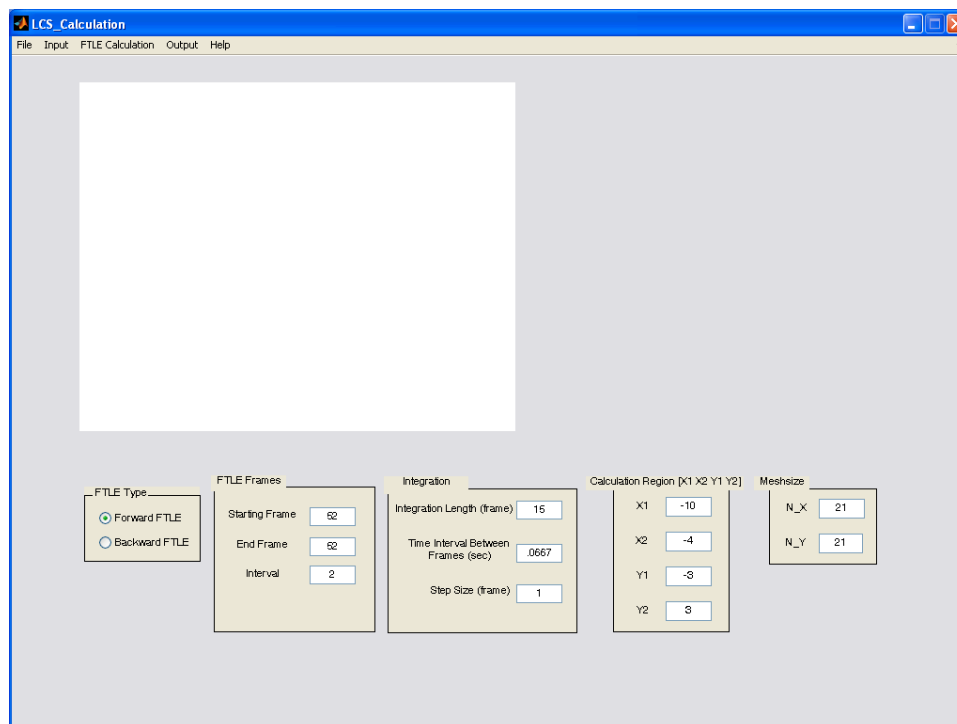 LCS_Calculation
File Input FTLE Calculation Output Help
FTLE Type
Forward FTLE
Backward FTLE
FTLE Frames
Starting Frame 52
End Frame 52
Interval 2
Integration
Integration Length (frame) 15
Time Interval Between
Frames (sec) .0667
Step Size (frame) 1
Calculation Region [X1 X2 Y1 Y2]
X1 -10
X2 -4
Y1 -3
Y2 3
Meshsize
N_X 21
N_Y 21